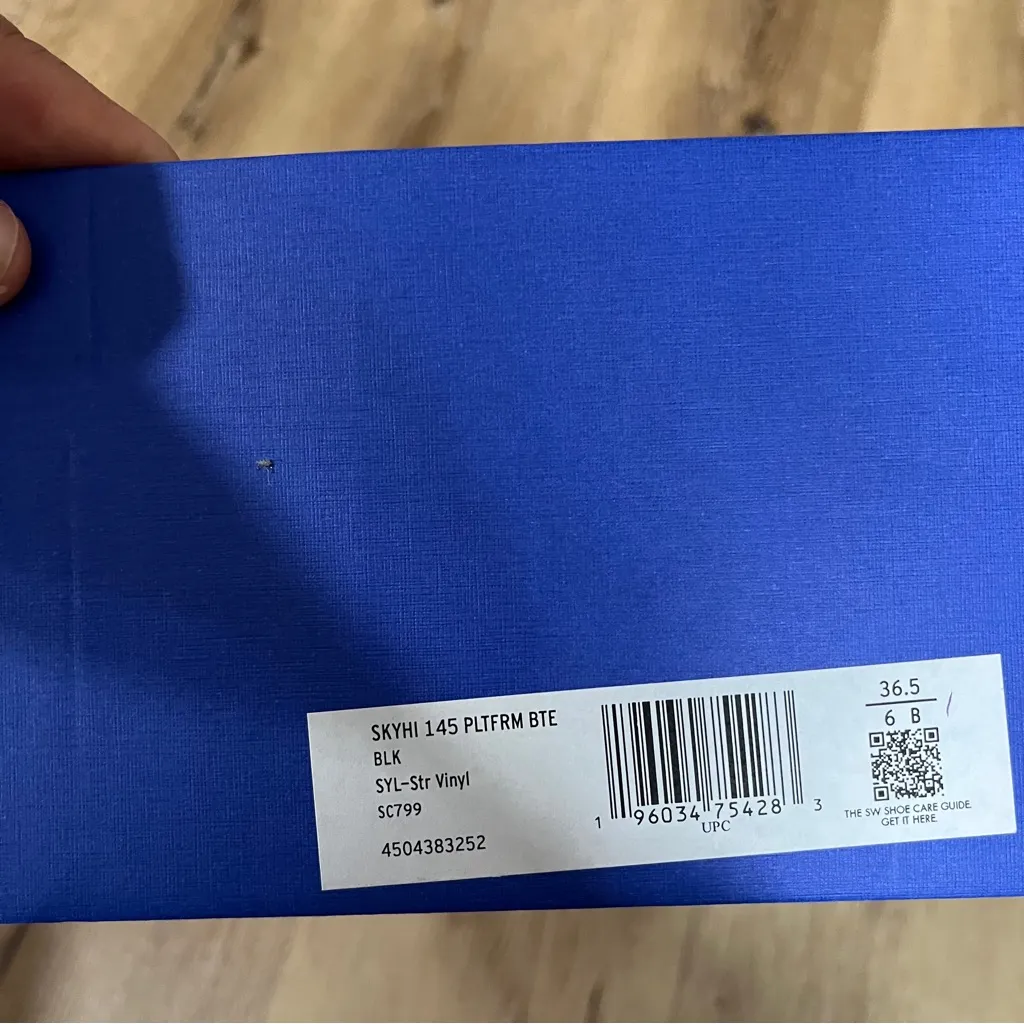 SKYHI 145 PLTFRM BTE
BLK
SYL-Str Vinyl
SC799
4504383252
1 96034 75428 3
UPC
36.5
6 B
THE SW SHOE CARE GUIDE.
GET IT HERE.